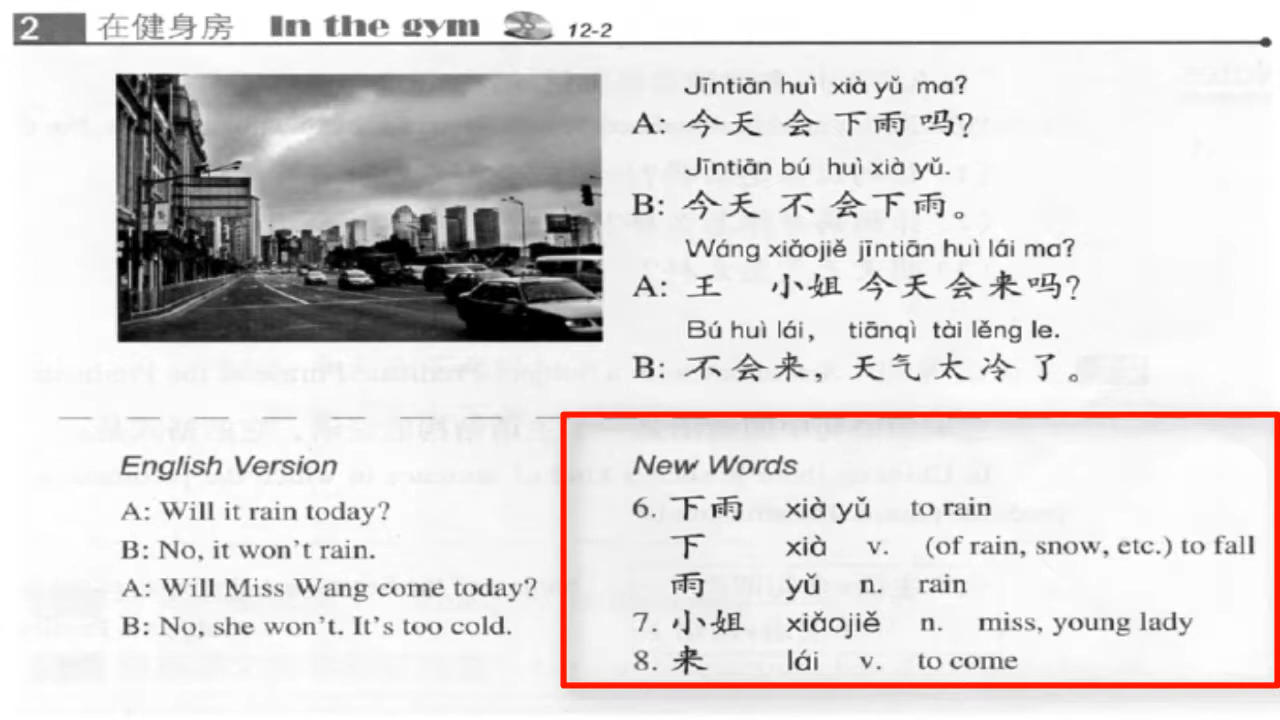 2 在健身房 In the gym 12-2
Jīntiān huì xià yǔ ma?
A: 今天会下雨吗?
Jīntiān bú huì xià yǔ.
B: 今天不会下雨。
Wáng xiǎojiě jīntiān huì lái ma?
A: 王 小姐今天会来吗?
Bú huì lái, tiānqì tài lěng le.
B: 不会来，天气太冷了。
English Version
A: Will it rain today?
B: No, it won't rain.
A: Will Miss Wang come today?
B: No, she won't. It's too cold.
New Words
6. 下雨 xià yǔ to rain
下 xià v. (of rain, snow, etc.) to fall
雨 yǔ n. rain
7. 小姐 xiǎojiě n. miss, young lady
8. 来 lái v. to come